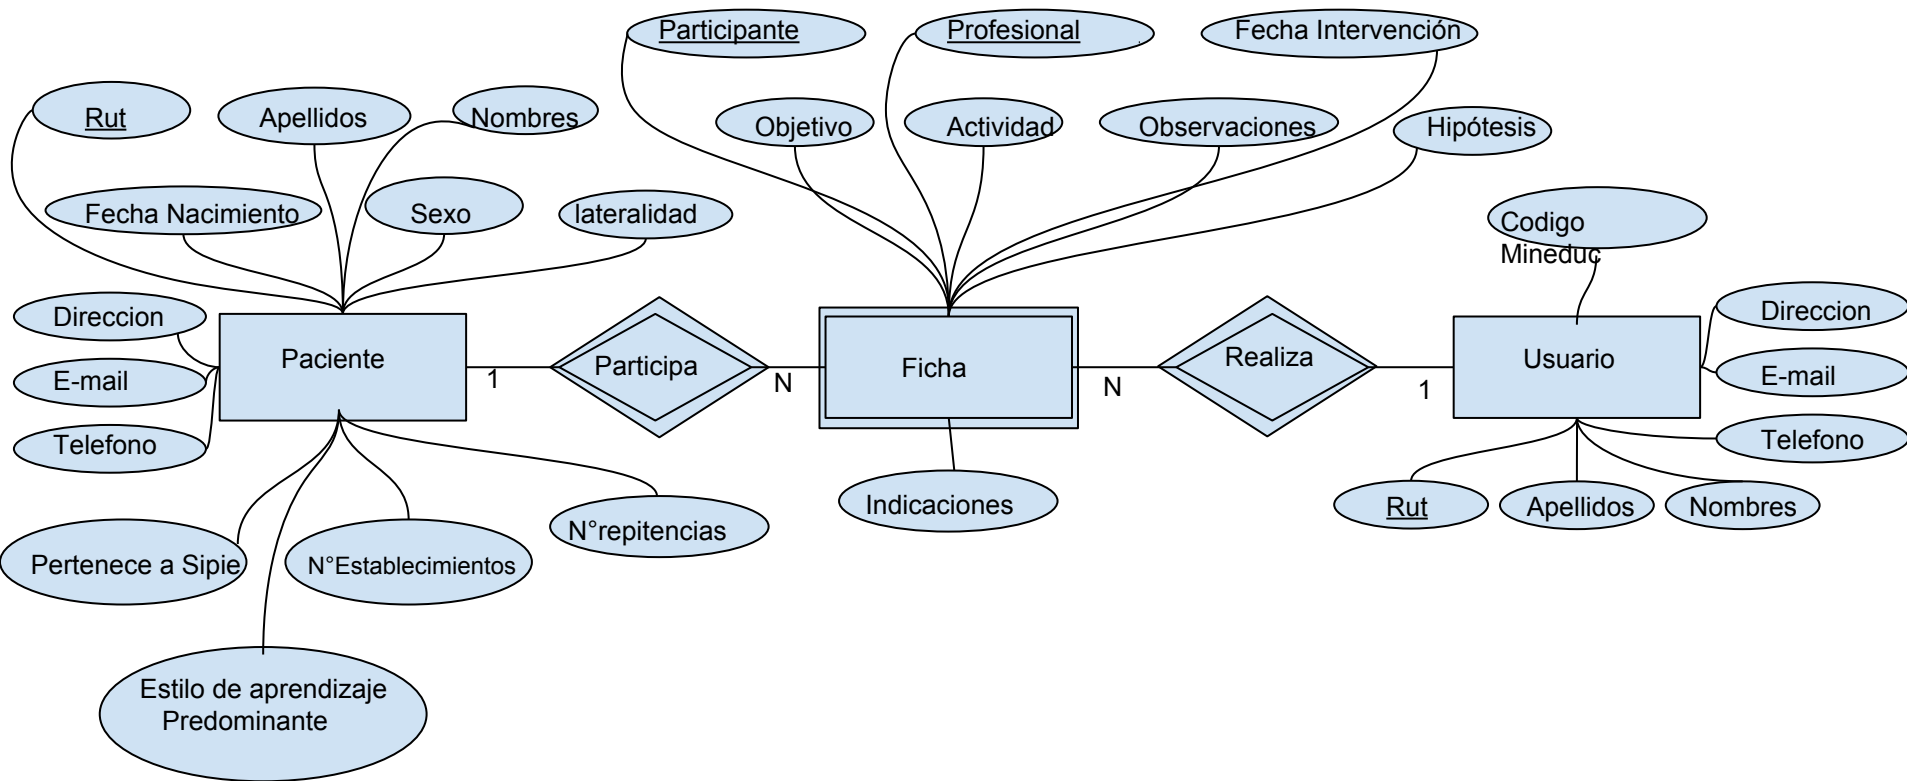 Participante
Profesional
Fecha Intervención
Rut
Apellidos
Nombres
Objetivo
Actividad
Observaciones
Hipótesis
Fecha Nacimiento
Sexo
lateralidad
Codigo
Mineduc
Direccion
E-mail
Telefono
Paciente
1
Participa
N
Ficha
N
Realiza
1
Usuario
Direccion
E-mail
Telefono
Indicaciones
Rut
Apellidos
Nombres
Pertenece a Sipie
N°Establecimientos
N°repitencias
Estilo de aprendizaje
Predominante